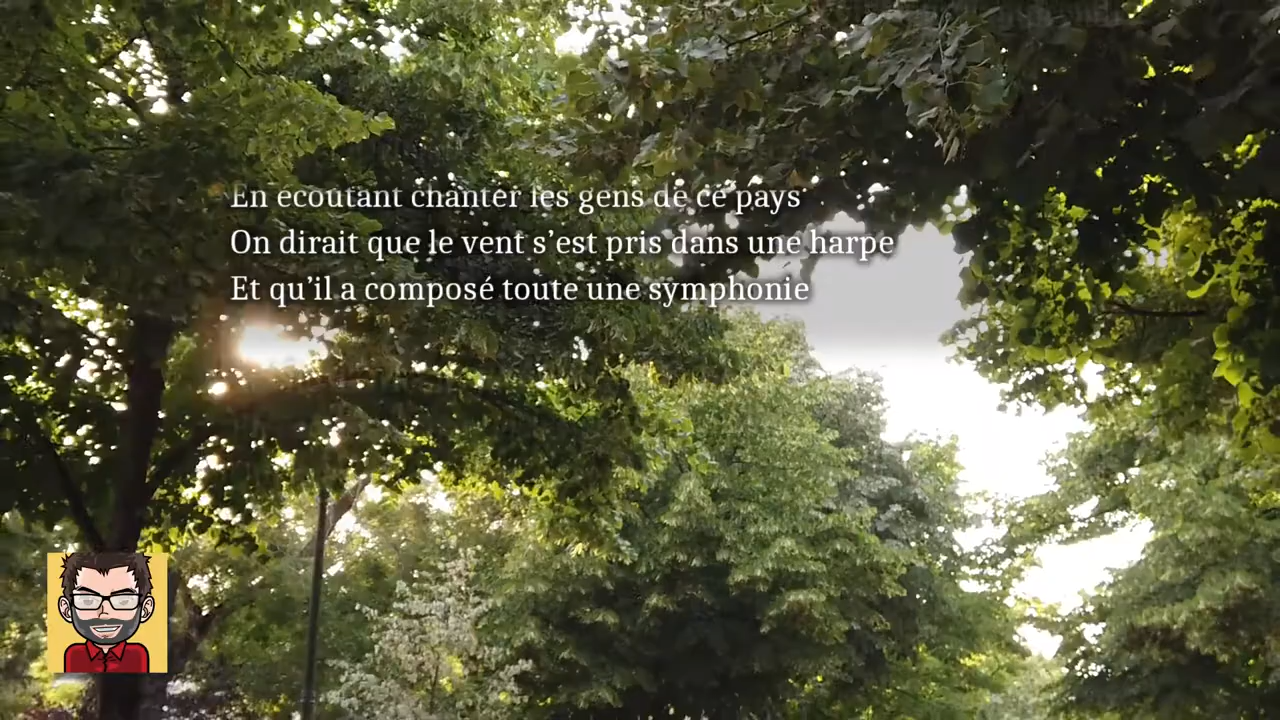 En écoutant chanter les gens de ce pays
On dirait que le vent s’est pris dans une harpe
Et qu’il a composé toute une symphonie